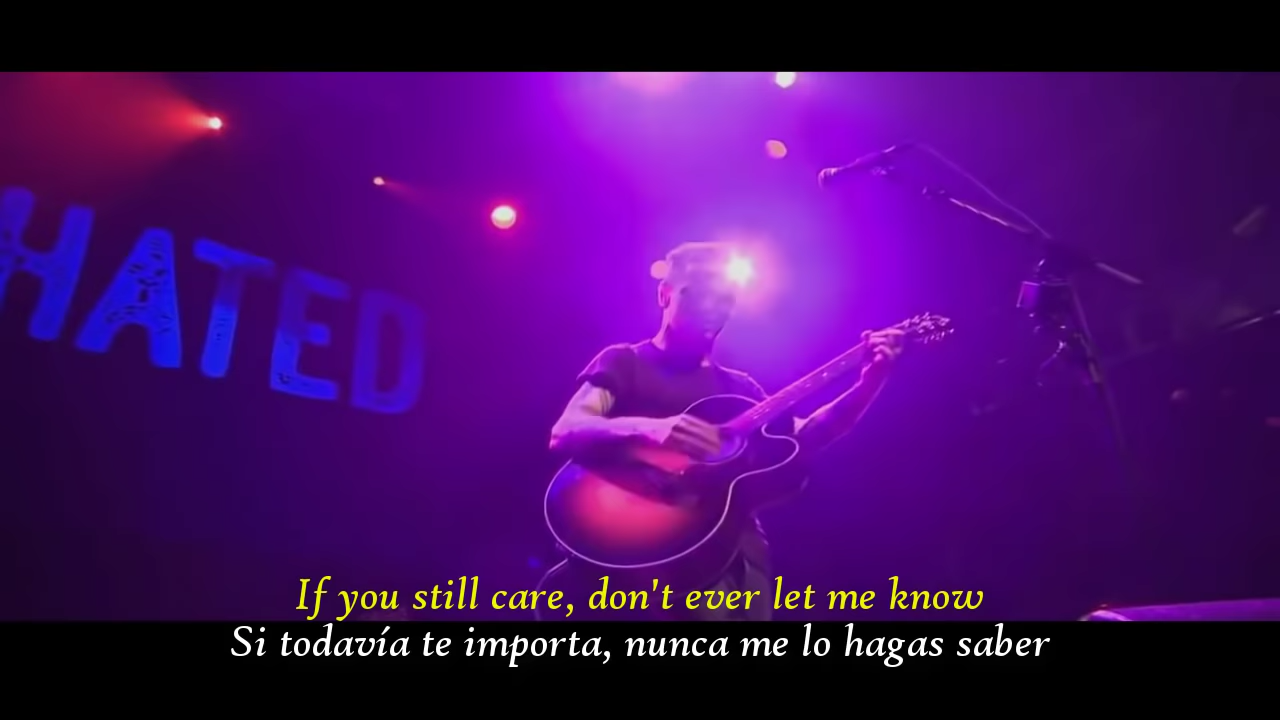 HATED
If you still care, don't ever let me know
Si todavía te importa, nunca me lo hagas saber